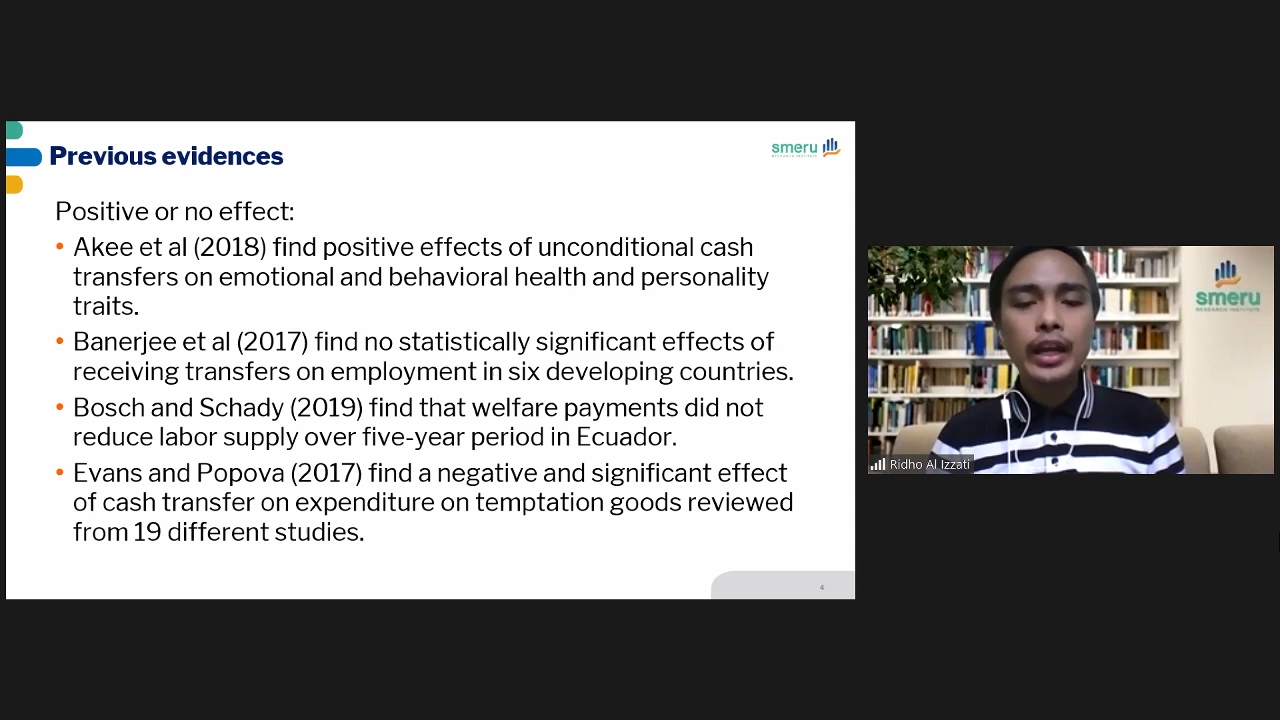 Previous evidences
smeru
RESEARCH INSTITUTE
Positive or no effect:
• Akee et al (2018) find positive effects of unconditional cash
transfers on emotional and behavioral health and personality
traits.
• Banerjee et al (2017) find no statistically significant effects of
receiving transfers on employment in six developing countries.
• Bosch and Schady (2019) find that welfare payments did not
reduce labor supply over five-year period in Ecuador.
• Evans and Popova (2017) find a negative and significant effect
of cash transfer on expenditure on temptation goods reviewed
from 19 different studies.
4
smeru
RESEARCH INSTITUTE
Ridho Al Izzati